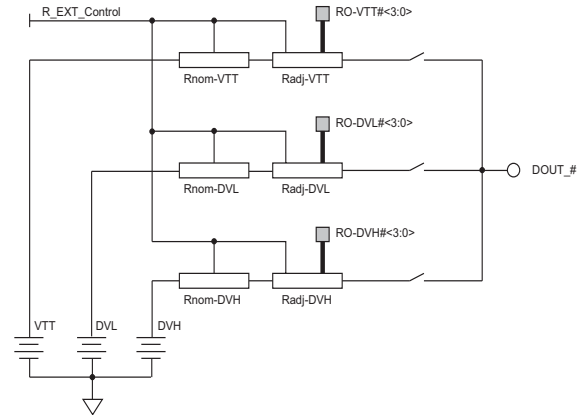 R_EXT_Control
RO-VTT#<3:0>
Rnom-VTT
Radj-VTT
RO-DVL#<3:0>
Rnom-DVL
Radj-DVL
DOUT_#
RO-DVH#<3:0>
Rnom-DVH
Radj-DVH
VTT
DVL
DVH